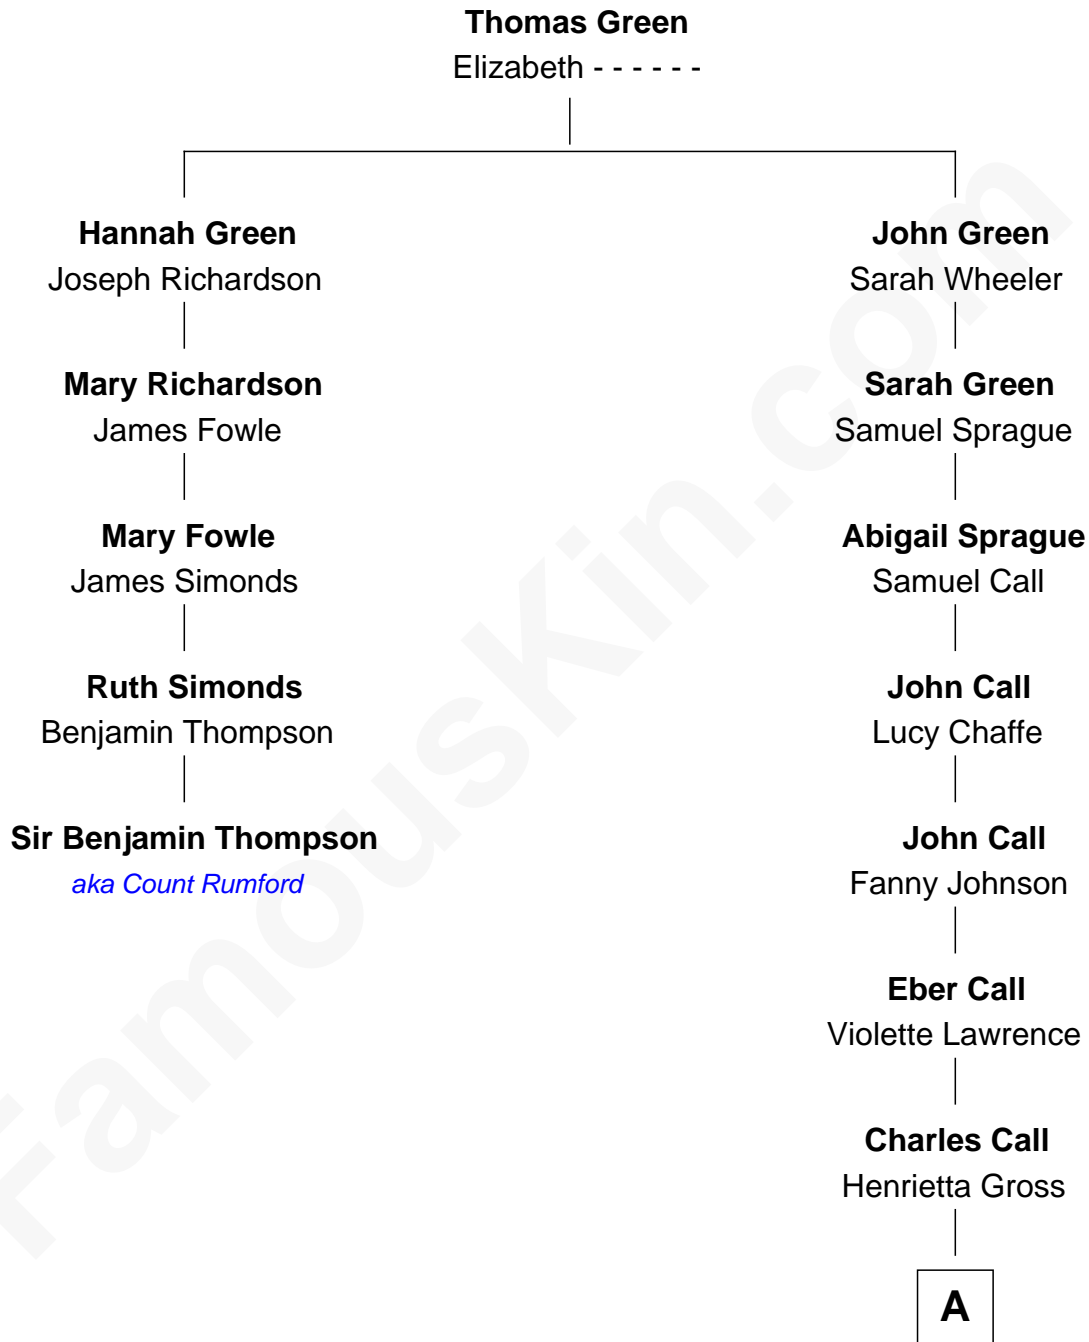 Thomas Green
Elizabeth - - - - - -
Hannah Green
Joseph Richardson
Mary Richardson
James Fowle
Mary Fowle
James Simonds
Ruth Simonds
Benjamin Thompson
Sir Benjamin Thompson
aka Count Rumford
John Green
Sarah Wheeler
Sarah Green
Samuel Sprague
Abigail Sprague
Samuel Call
John Call
Lucy Chaffe
John Call
Fanny Johnson
Eber Call
Violette Lawrence
Charles Call
Henrietta Gross
A
FamousKin.com